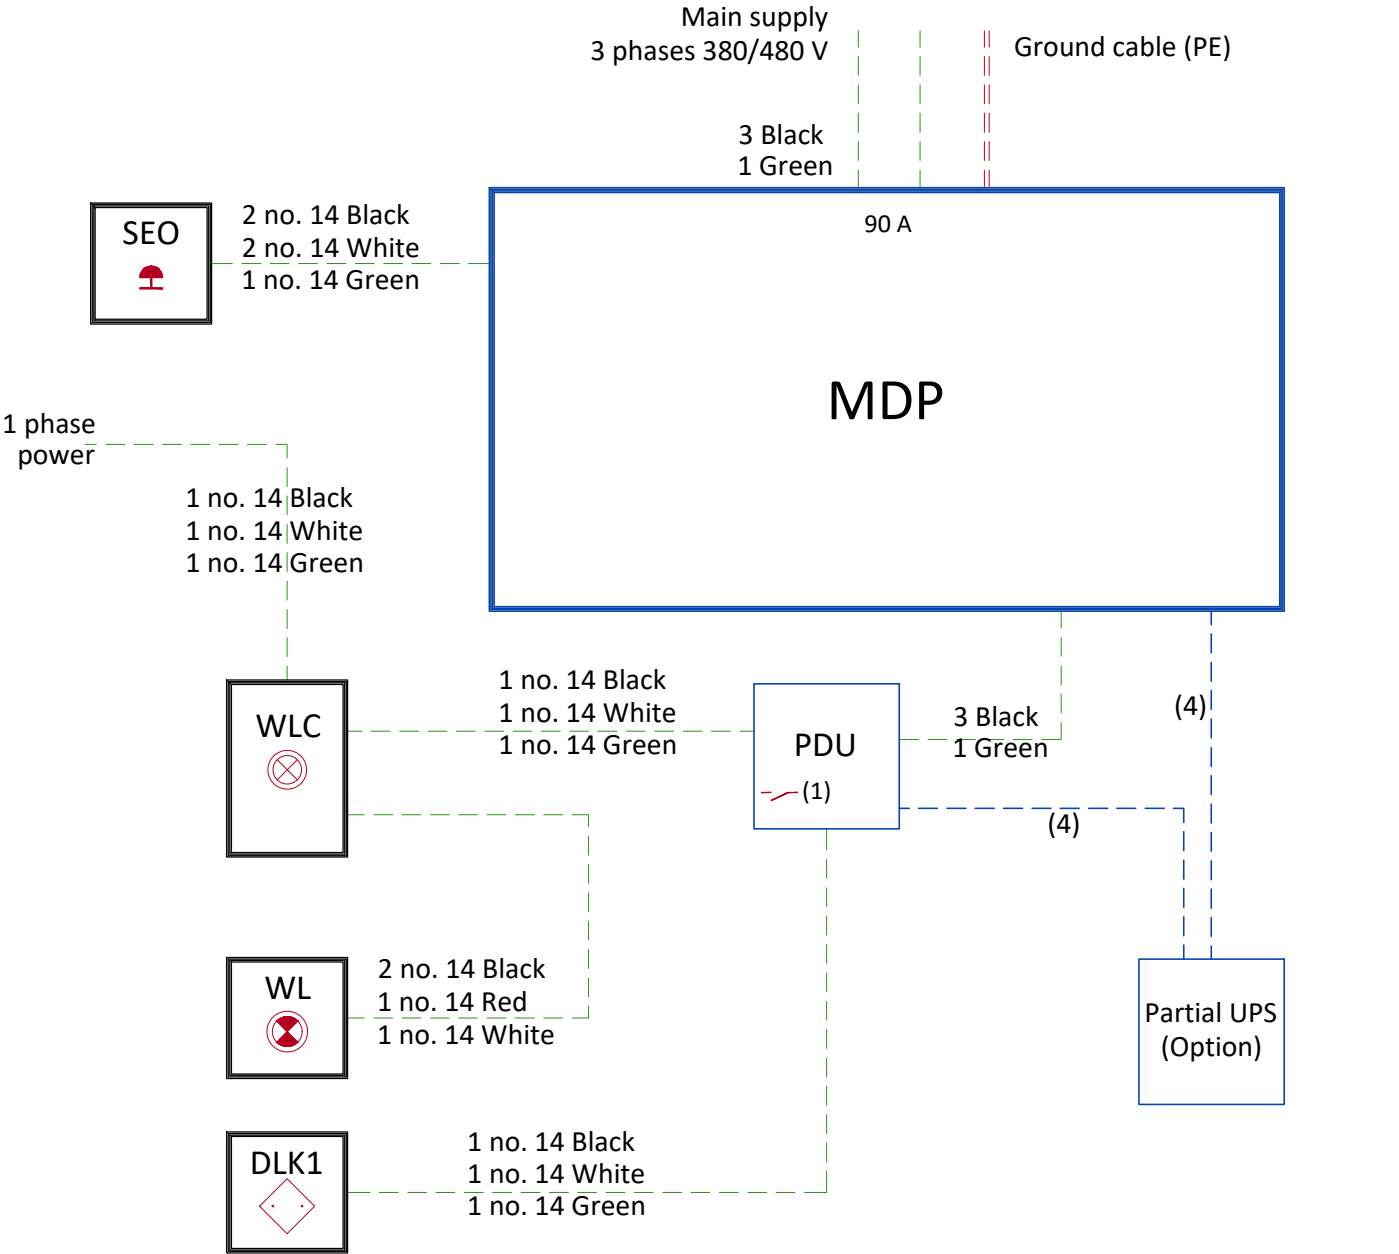 Main supply
3 phases 380/480 V
Ground cable (PE)
3 Black
1 Green
90 A
SEO
2 no. 14 Black
2 no. 14 White
1 no. 14 Green
MDP
1 phase
power
1 no. 14 Black
1 no. 14 White
1 no. 14 Green
WLC
1 no. 14 Black
1 no. 14 White
1 no. 14 Green
PDU
(1)
3 Black
1 Green
(4)
(4)
WL
2 no. 14 Black
1 no. 14 Red
1 no. 14 White
Partial UPS
(Option)
DLK1
1 no. 14 Black
1 no. 14 White
1 no. 14 Green